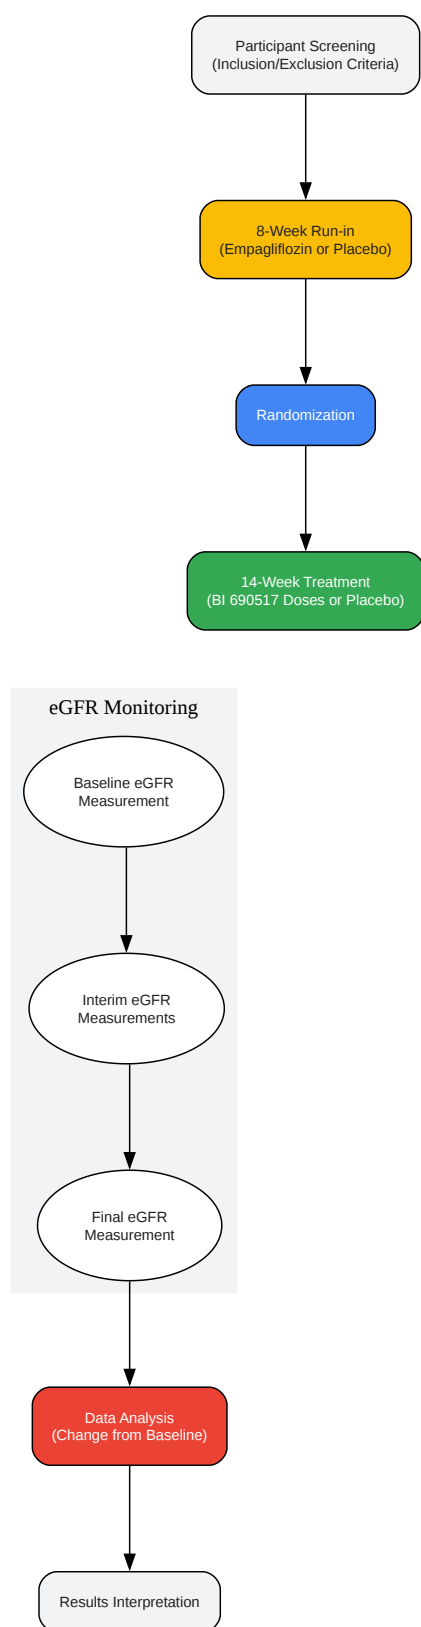 Participant Screening
(Inclusion/Exclusion Criteria)
8-Week Run-in
(Empagliflozin or Placebo)
Randomization
14-Week Treatment
(BI 690517 Doses or Placebo)
eGFR Monitoring
Baseline eGFR
Measurement
Interim eGFR
Measurements
Final eGFR
Measurement
Data Analysis
(Change from Baseline)
Results Interpretation